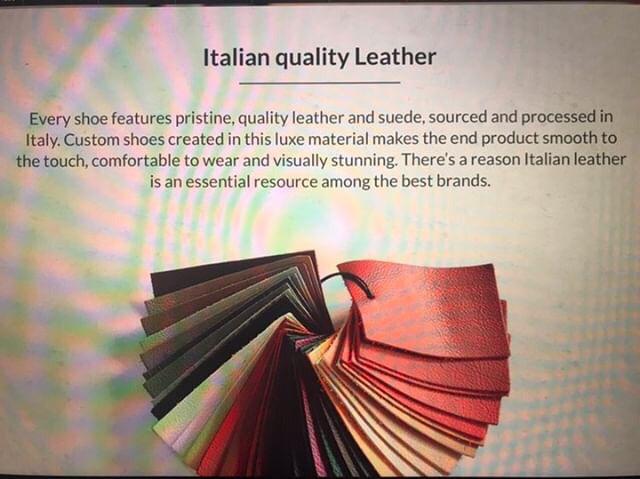 Italian quality Leather
Every shoe features pristine, quality leather and suede, sourced and processed in
Italy. Custom shoes created in this luxe material makes the end product smooth to
the touch, comfortable to wear and visually stunning. There's a reason Italian leather
is an essential resource among the best brands.